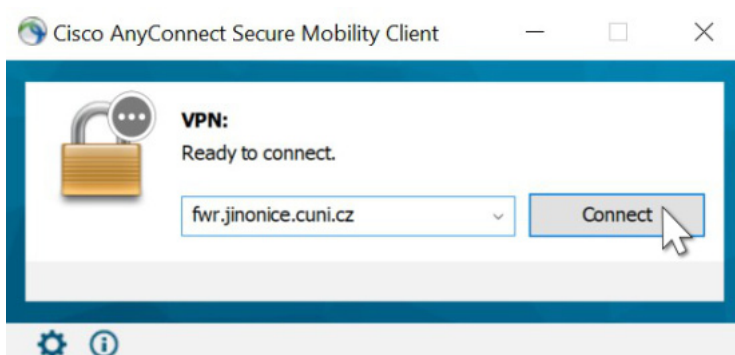 Cisco AnyConnect Secure Mobility Client
VPN:
Ready to connect.
fwr.jinonice.cuni.cz
Connect